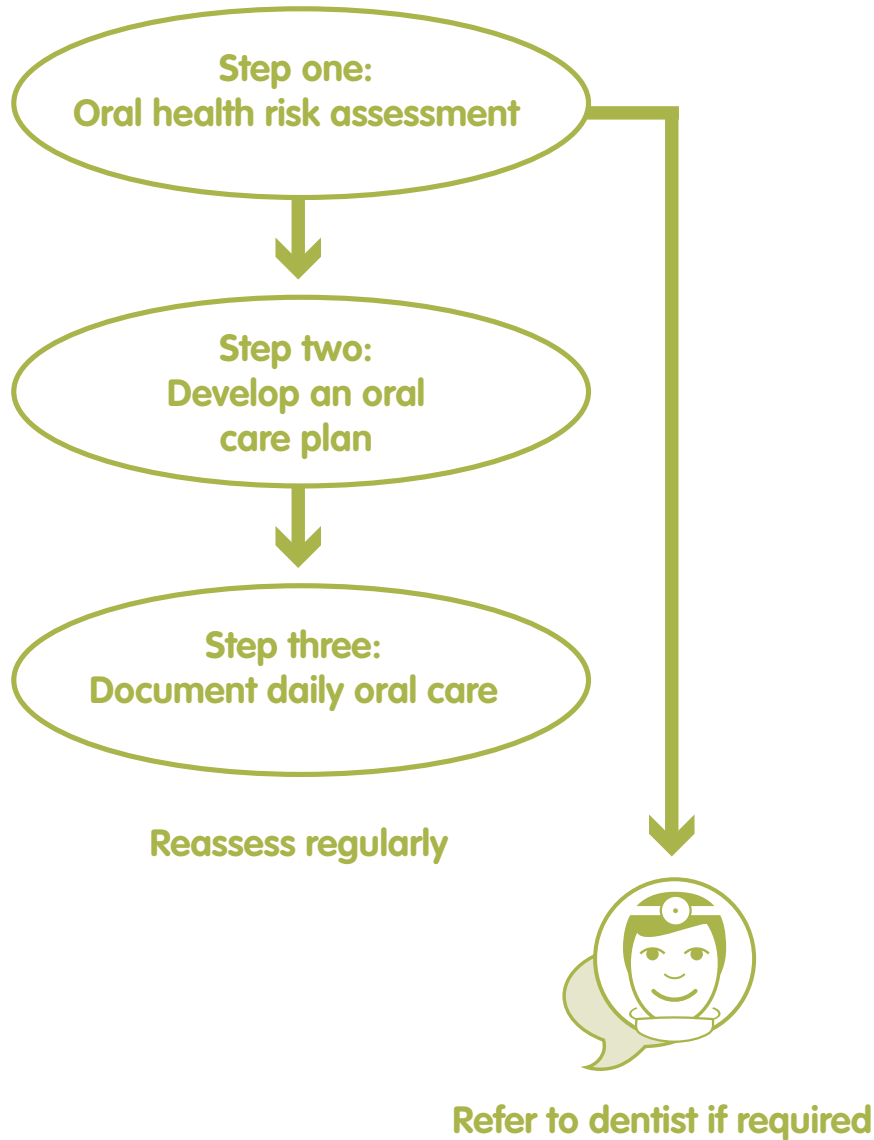 Step one:
Oral health risk assessment
Step two:
Develop an oral
care plan
Step three:
Document daily oral care
Reassess regularly
Refer to dentist if required